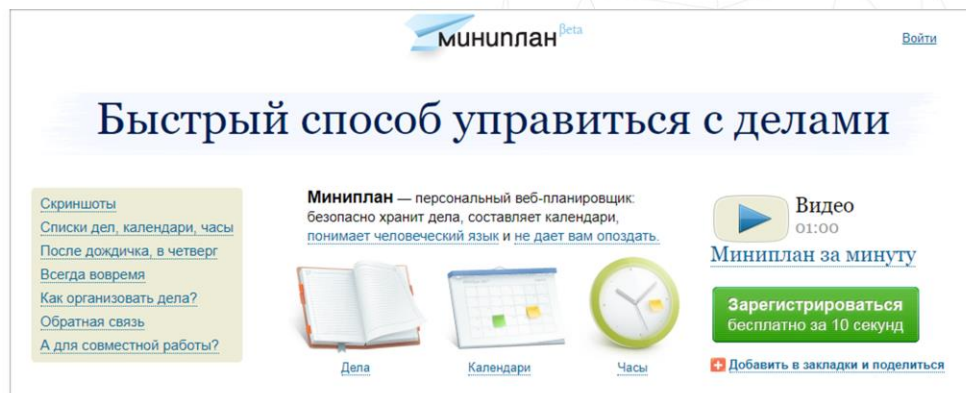 миниплан βeta
Войти
Быстрый способ управиться с делами
Скриншоты
Списки дел, календари, часы
После дождичка, в четверг
Всегда вовремя
Как организовать дела?
Обратная связь
А для совместной работы?
Миниплан — персональный веб-планировщик:
безопасно хранит дела, составляет календари,
понимает человеческий язык и не дает вам опоздать.
Дела
Календари
Часы
Видео
01:00
Миниплан за минуту
Зарегистрироваться
бесплатно за 10 секунд
Добавить в закладки и поделиться